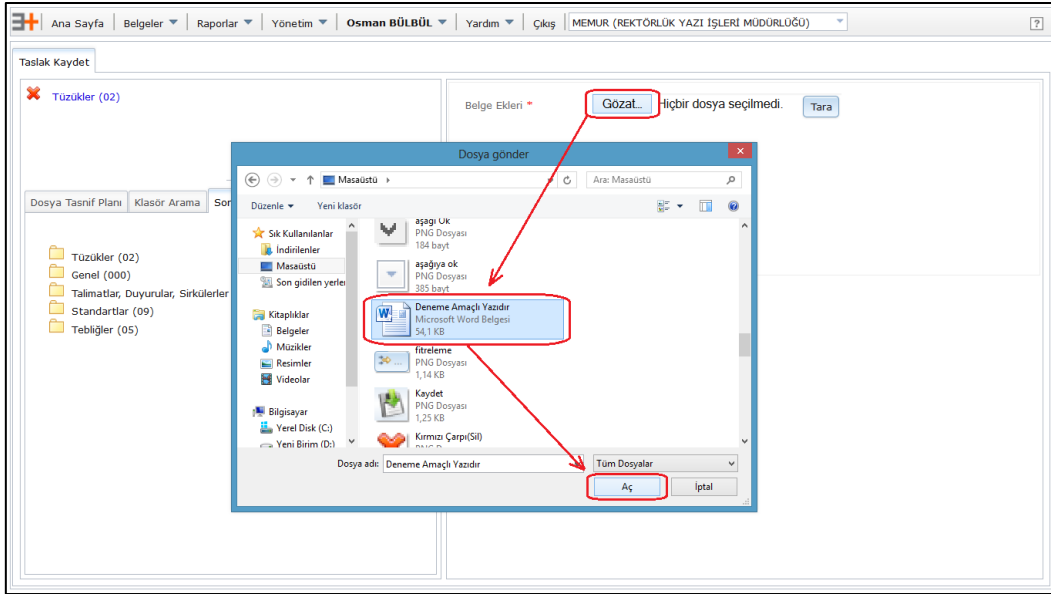 Ana Sayfa Belgeler Raporlar Yönetim Osman BÜLBÜL Yardım Çıkış MEMUR (REKTÖRLÜK YAZI İŞLERİ MÜDÜRLÜĞÜ) ?
Taslak Kaydet
Tüzükler (02)
Belge Ekleri * Gözat... Hiçbir dosya seçilmedi. Tara
Dosya Tasnif Planı Klasör Arama Son
Tüzükler (02)
Genel (000)
Talimatlar, Duyurular, Sirkülerler
Standartlar (09)
Tebliğler (05)
Dosya gönder
Masaüstü Ara: Masaüstü
Düzenle Yeni klasör
Sık Kullanılanlar
İndirilenler
Masaüstü
Son gidilen yerler
Kitaplıklar
Belgeler
Müzikler
Resimler
Videolar
Bilgisayar
Yerel Disk (C:)
Yeni Birim (D:)
aşağı Ok
PNG Dosyası
184 bayt
aşağıya ok
PNG Dosyası
385 bayt
Deneme Amaçlı Yazıdır
Microsoft Word Belgesi
54,1 KB
fitreleme
PNG Dosyası
1,14 KB
Kaydet
PNG Dosyası
1,25 KB
Kırmızı Çarpı(Sil)
Dosya adı: Deneme Amaçlı Yazıdır Tüm Dosyalar
Aç İptal